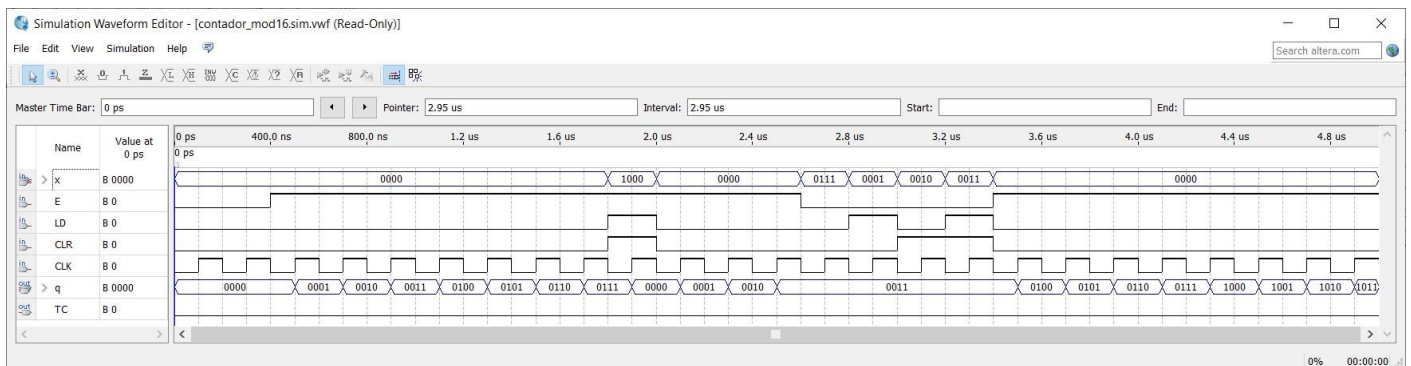 Simulation Waveform Editor - [contador_mod16.sim.vwf (Read-Only)]
File Edit View Simulation Help
Search altera.com
Master Time Bar: 0 ps Pointer: 2.95 us Interval: 2.95 us Start: End:
Name Value at 0 ps
0 ps 400.0 ns 800.0 ns 1.2 us 1.6 us 2.0 us 2.4 us 2.8 us 3.2 us 3.6 us 4.0 us 4.4 us 4.8 us
0 ps
x B 0000 0000 1000 0000 0111 0001 0010 0011 0000
E B 0
LD B 0
CLR B 0
CLK B 0
q B 0000 0000 0001 0010 0011 0100 0101 0110 0111 0000 0001 0010 0011 0100 0101 0110 0111 1000 1001 1010 1011
TC B 0
0% 00:00:00